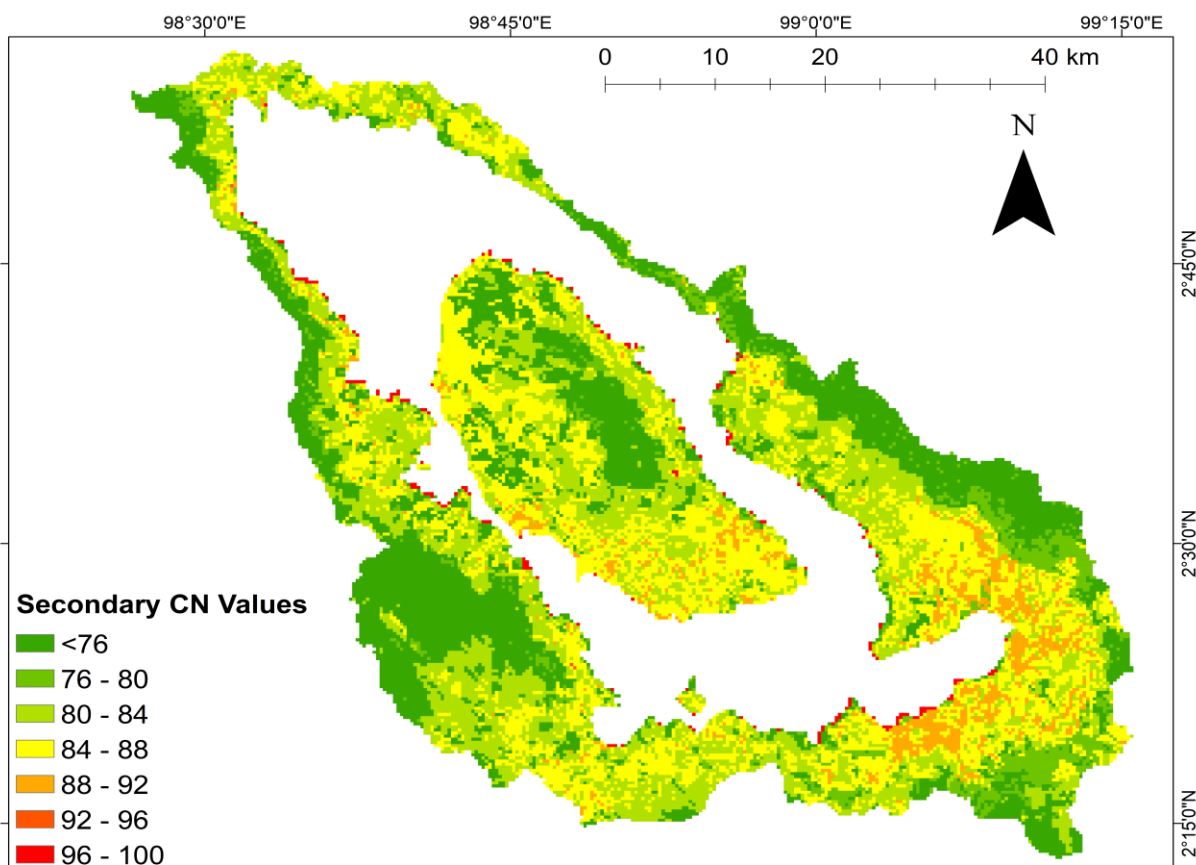 98°30'0"E 98°45'0"E 99°0'0"E 99°15'0"E
0 10 20 40 km
N
2°45'0"N
2°30'0"N
2°15'0"N
Secondary CN Values
<76
76 - 80
80 - 84
84 - 88
88 - 92
92 - 96
96 - 100